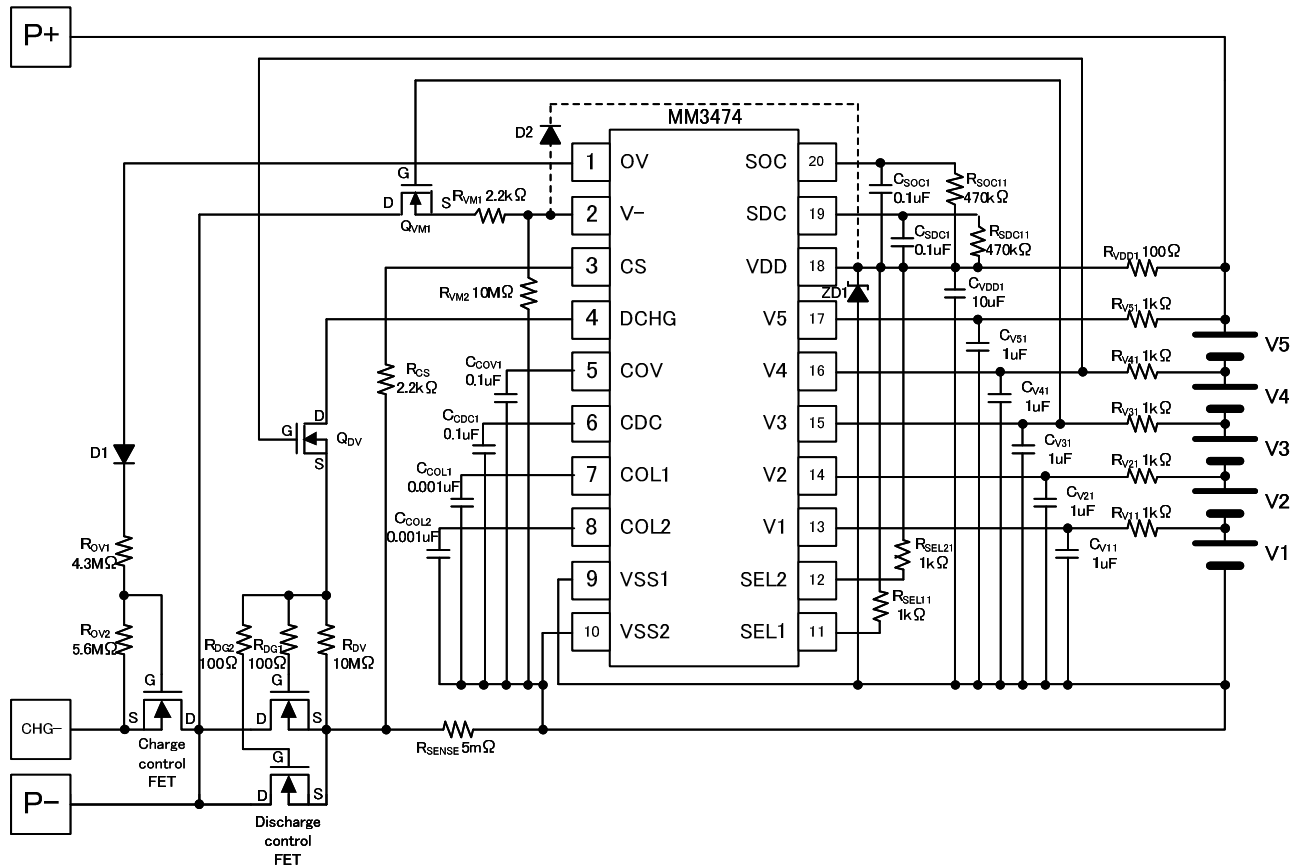 P+
MM3474
D2
1 OV
SOC 20
CSOC1
0.1uF
RSOC11
470kΩ
G
D
S
QVM1
RVM1 2.2kΩ
2 V-
SDC 19
CSDC1
0.1uF
RSDC11
470kΩ
3 CS
VDD 18
RVDD1 100Ω
RVM2 10MΩ
ZD1
CVDD1
10uF
4 DCHG
V5 17
RV51 1kΩ
V5
RCS
2.2kΩ
CCOV1
0.1uF
5 COV
V4 16
CV51
1uF
RV41 1kΩ
V4
D
G
S
QDV
CCDC1
0.1uF
6 CDC
V3 15
CV41
1uF
RV31 1kΩ
V3
D1
CCOL1
0.001uF
7 COL1
V2 14
CV31
1uF
RV21 1kΩ
V2
CCOL2
0.001uF
8 COL2
V1 13
CV21
1uF
RV11 1kΩ
V1
ROV1
4.3MΩ
9 VSS1
SEL2 12
RSEL21
1kΩ
CV11
1uF
10 VSS2
SEL1 11
RSEL11
1kΩ
ROV2
5.6MΩ
RDG2
100Ω
RDG1
100Ω
RDV
10MΩ
G
G
CHG-
S
D
D
S
RSENSE 5mΩ
Charge
control
FET
G
P-
D
S
Discharge
control
FET